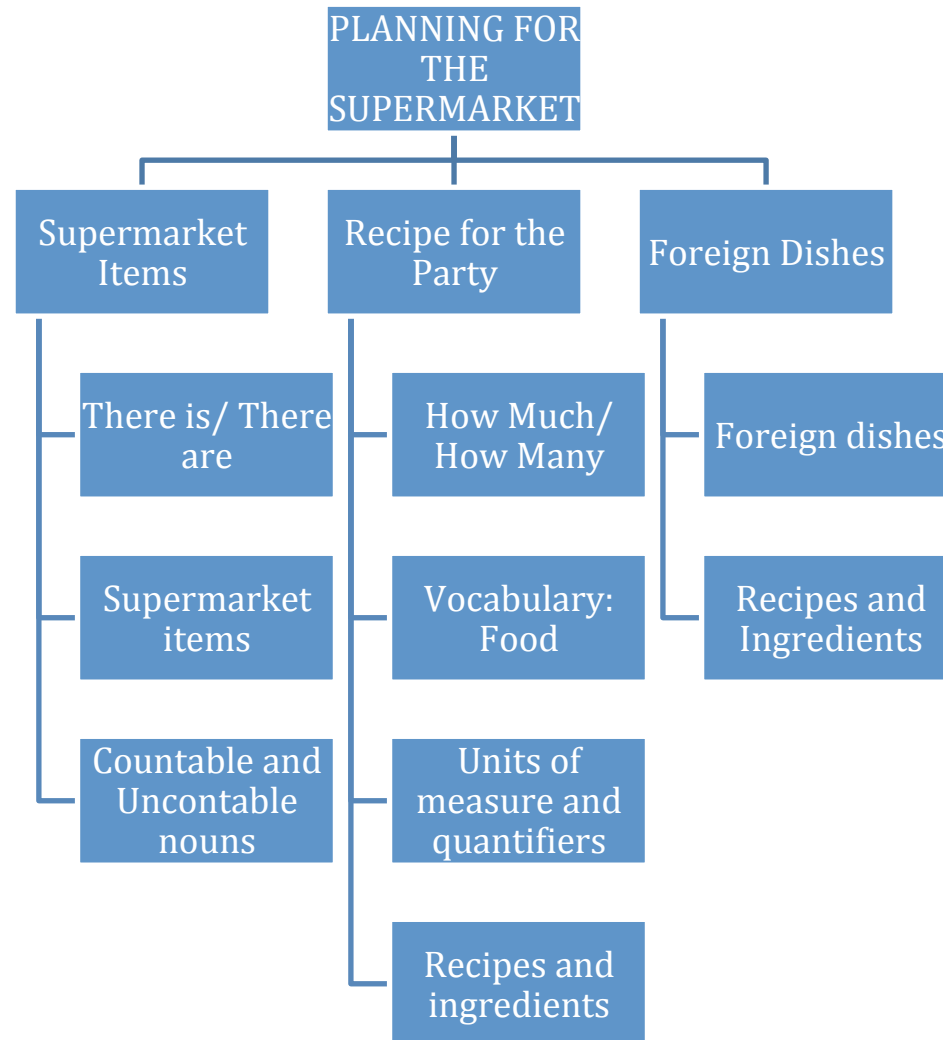 PLANNING FOR
THE
SUPERMARKET
Supermarket
Items
There is/ There
are
Supermarket
items
Countable and
Uncontable
nouns
Recipe for the
Party
How Much/
How Many
Vocabulary:
Food
Units of
measure and
quantifiers
Recipes and
ingredients
Foreign Dishes
Foreign dishes
Recipes and
Ingredients